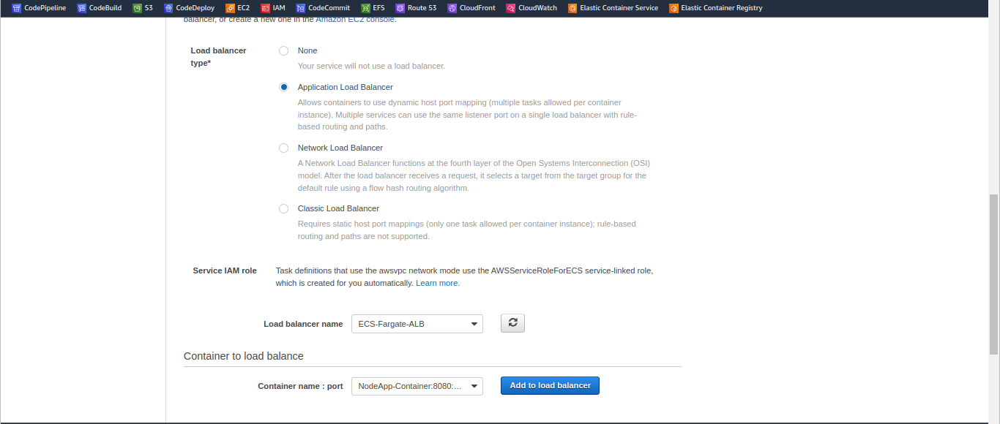 CodePipeline CodeBuild S3 CodeDeploy EC2 IAM CodeCommit EFS Route 53 CloudFront CloudWatch Elastic Container Service Elastic Container Registry
balancer, or create a new one in the Amazon EC2 console.
Load balancer type*
None
Your service will not use a load balancer.
Application Load Balancer
Allows containers to use dynamic host port mapping (multiple tasks allowed per container
instance). Multiple services can use the same listener port on a single load balancer with rule-
based routing and paths.
Network Load Balancer
A Network Load Balancer functions at the fourth layer of the Open Systems Interconnection (OSI)
model. After the load balancer receives a request, it selects a target from the target group for the
default rule using a flow hash routing algorithm.
Classic Load Balancer
Requires static host port mappings (only one task allowed per container instance); rule-based
routing and paths are not supported.
Service IAM role
Task definitions that use the awsvpc network mode use the AWSServiceRoleForECS service-linked role,
which is created for you automatically. Learn more.
Load balancer name ECS-Fargate-ALB
Container to load balance
Container name : port NodeApp-Container:8080:... Add to load balancer